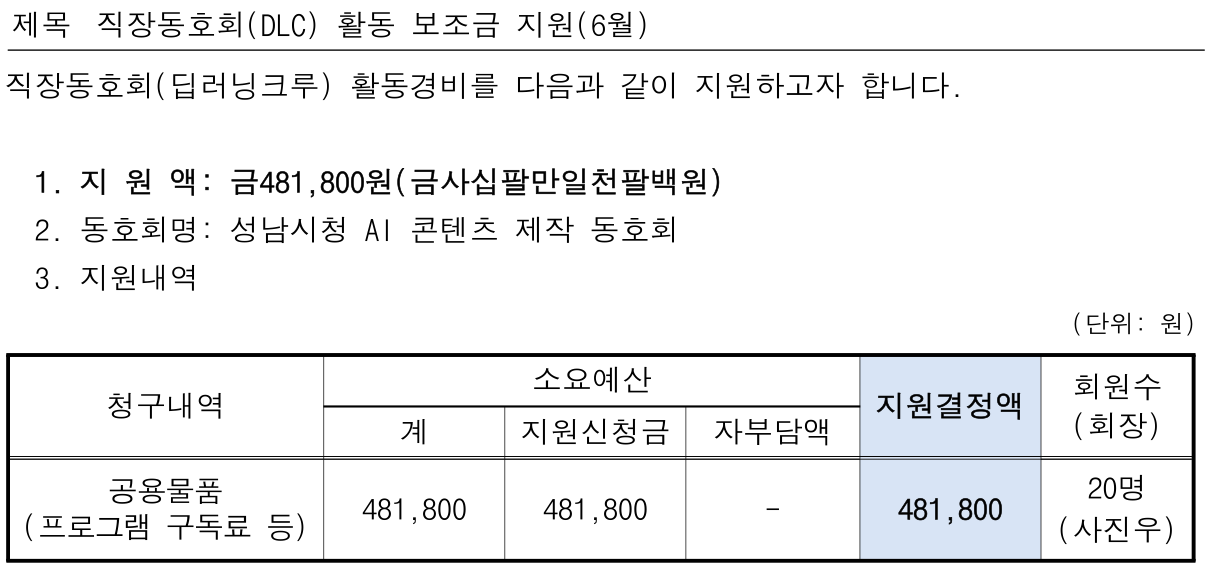 제목 직장동호회(DLC) 활동 보조금 지원(6월)
직장동호회(딥러닝크루) 활동경비를 다음과 같이 지원하고자 합니다.
1. 지 원 액: 금481,800원(금사십팔만일천팔백원)
2. 동호회명: 성남시청 AI 콘텐츠 제작 동호회
3. 지원내역
(단위: 원)
청구내역 소요예산 지원결정액 회원수
(회장)
계 지원신청금 자부담액
공용물품
(프로그램 구독료 등) 481,800 481,800 - 481,800 20명
(사진우)